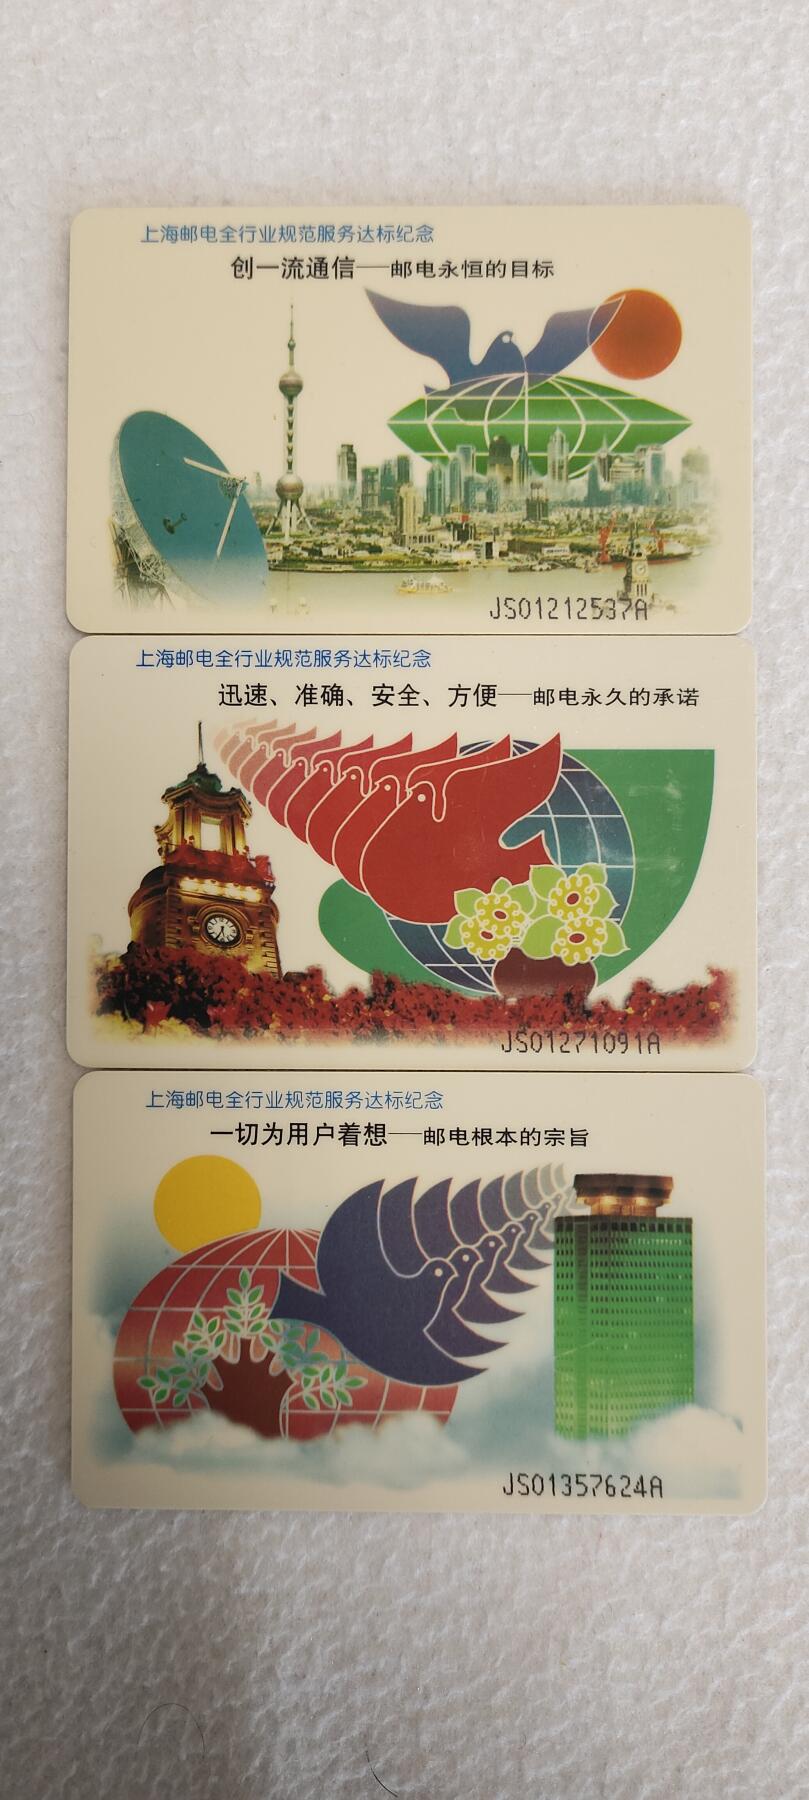 上海邮电全行业规范服务达标纪念
创一流通信——邮电永恒的目标
JS01212537A
上海邮电全行业规范服务达标纪念
迅速、准确、安全、方便——邮电永久的承诺
JS01271091A
上海邮电全行业规范服务达标纪念
一切为用户着想——邮电根本的宗旨
JS01357624A